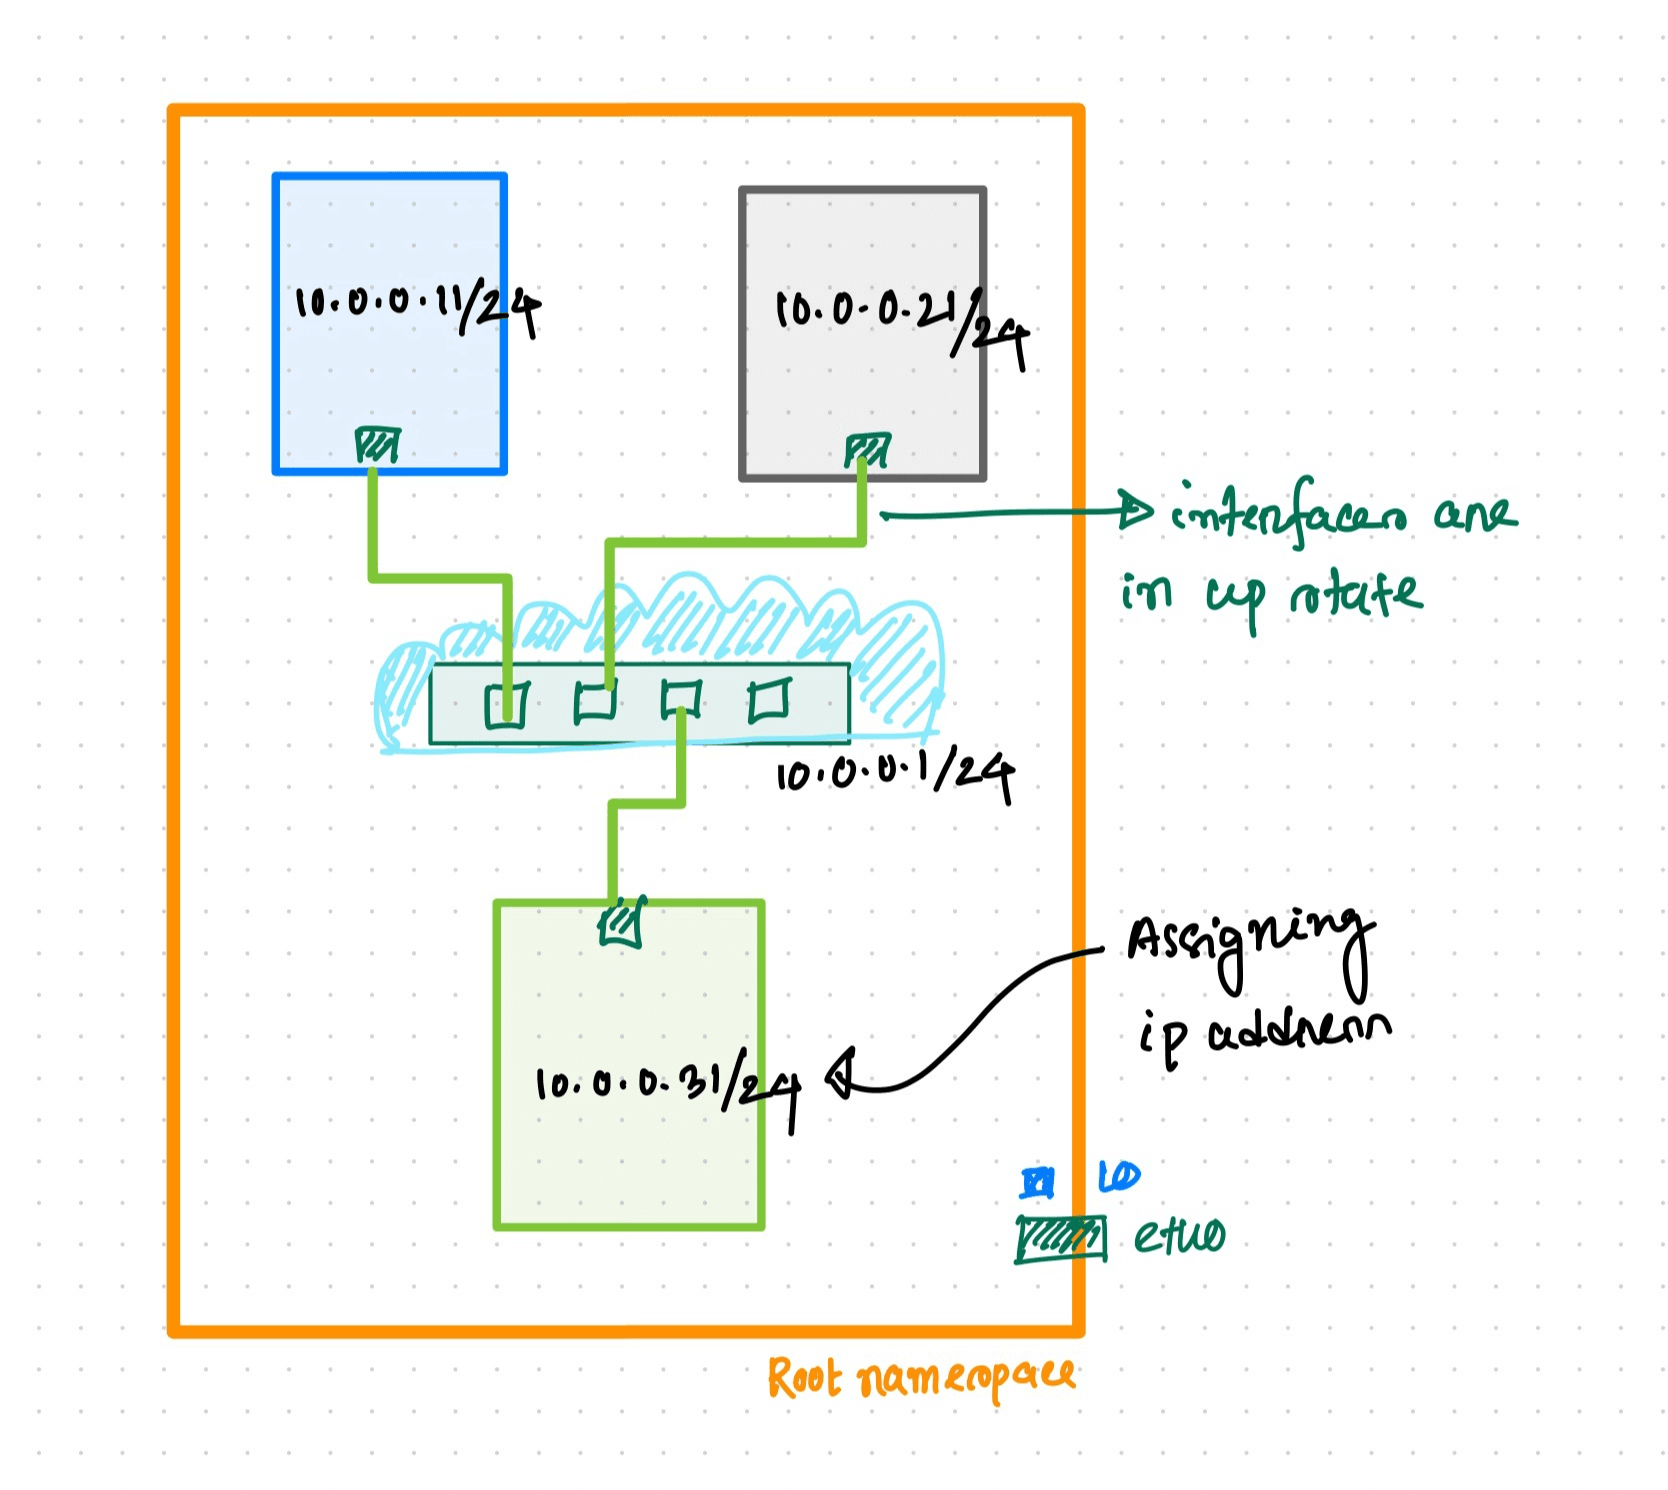 10.0.0.11/24
10.0.0.21/24
interfaces are
in up state
10.0.0.1/24
Assigning
ip address
10.0.0.31/24
lo
eth0
Root namespace